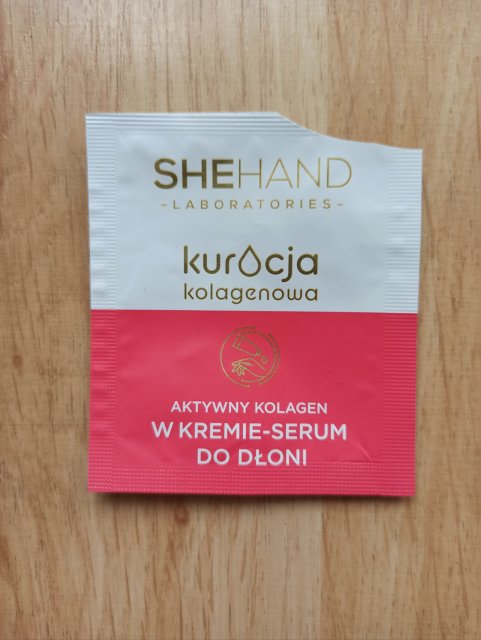 SHEHAND
-LABORATORIES-
kuracja
kolagenowa
AKTYWNY KOLAGEN
W KREMIE-SERUM
DO DŁONI